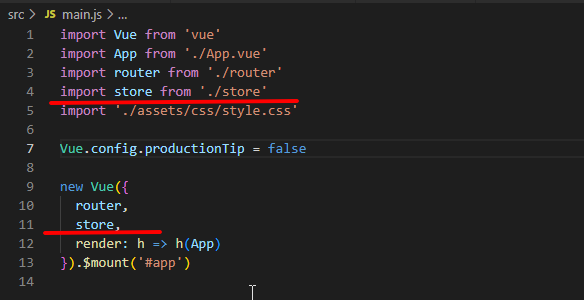 src > JS main.js > ...
1 import Vue from 'vue'
2 import App from './App.vue'
3 import router from './router'
4 import store from './store'
5 import './assets/css/style.css'
6
7 Vue.config.productionTip = false
8
9 new Vue({
10 router,
11 store,
12 render: h => h(App)
13 }).$mount('#app')
14